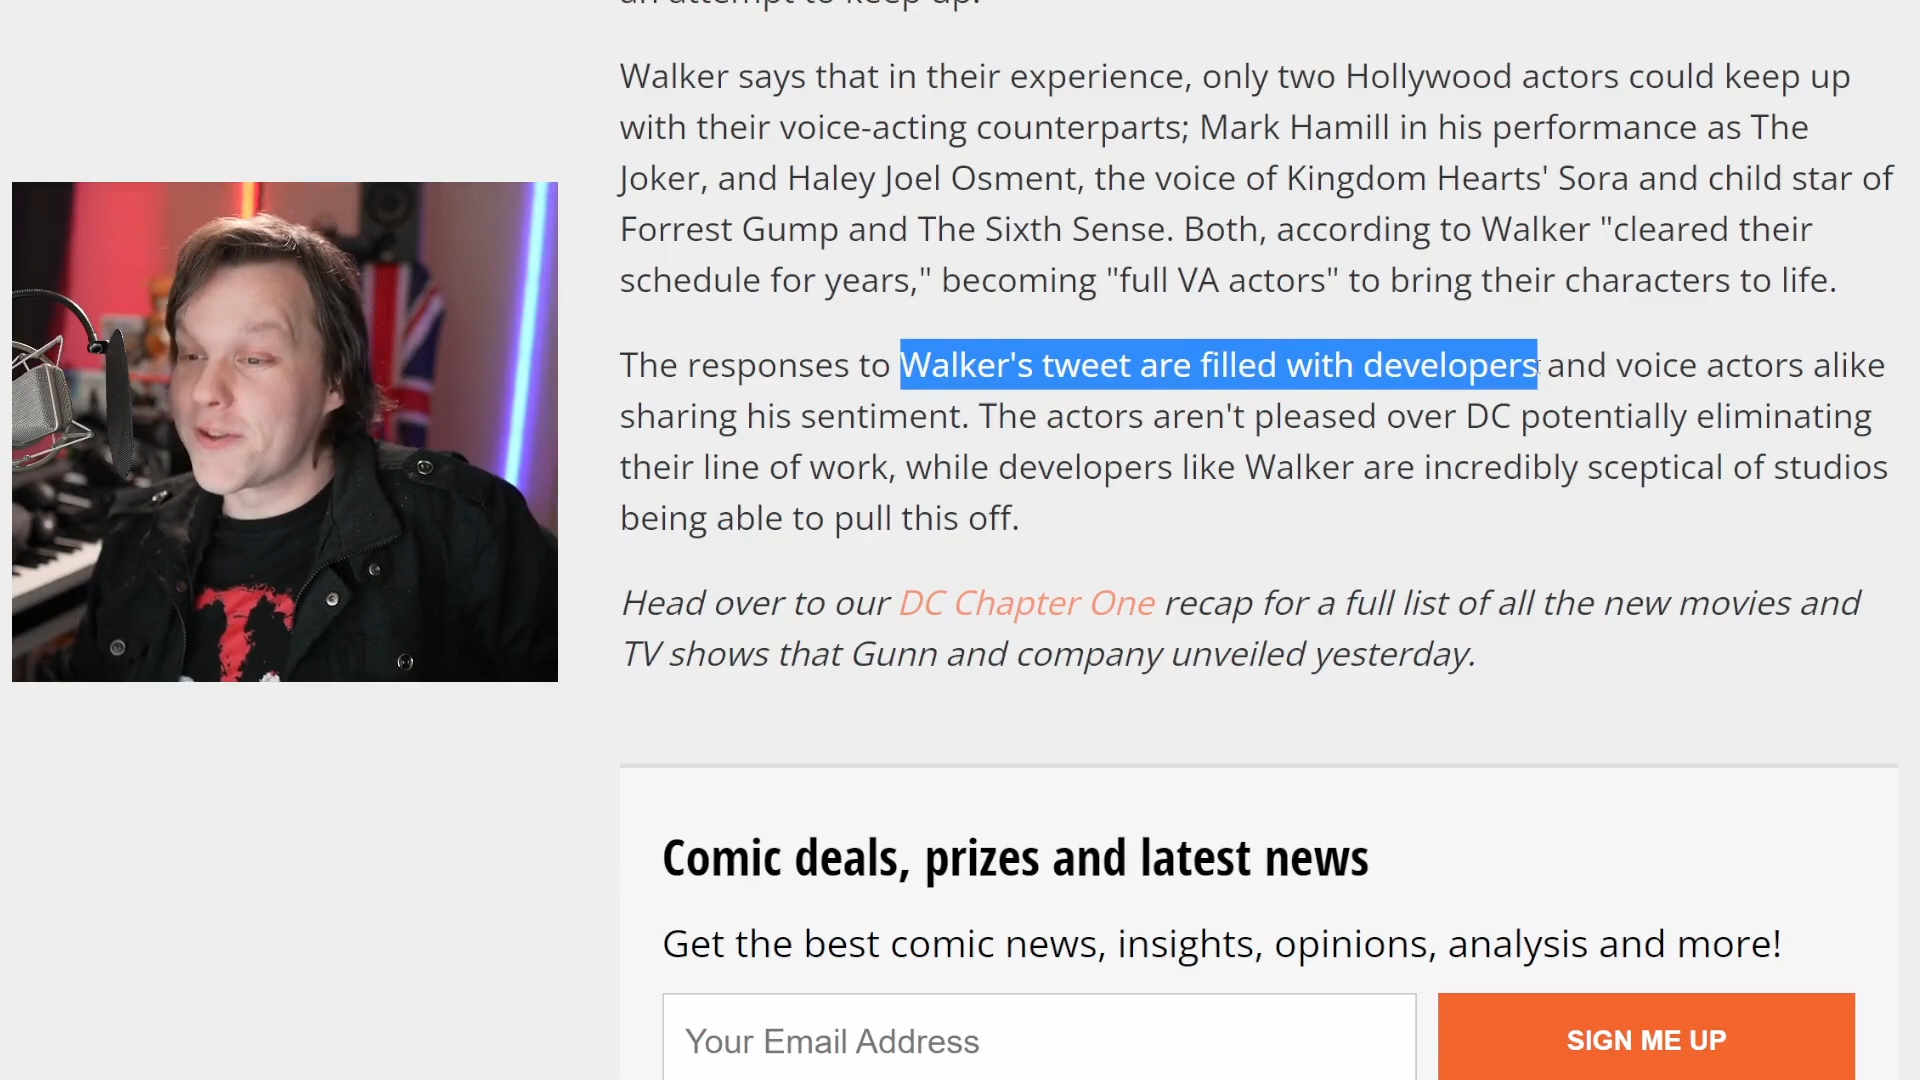 Walker says that in their experience, only two Hollywood actors could keep up
with their voice-acting counterparts; Mark Hamill in his performance as The
Joker, and Haley Joel Osment, the voice of Kingdom Hearts' Sora and child star of
Forrest Gump and The Sixth Sense. Both, according to Walker "cleared their
schedule for years," becoming "full VA actors" to bring their characters to life.
The responses to Walker's tweet are filled with developers and voice actors alike
sharing his sentiment. The actors aren't pleased over DC potentially eliminating
their line of work, while developers like Walker are incredibly sceptical of studios
being able to pull this off.
Head over to our DC Chapter One recap for a full list of all the new movies and
TV shows that Gunn and company unveiled yesterday.
Comic deals, prizes and latest news
Get the best comic news, insights, opinions, analysis and more!
Your Email Address
SIGN ME UP